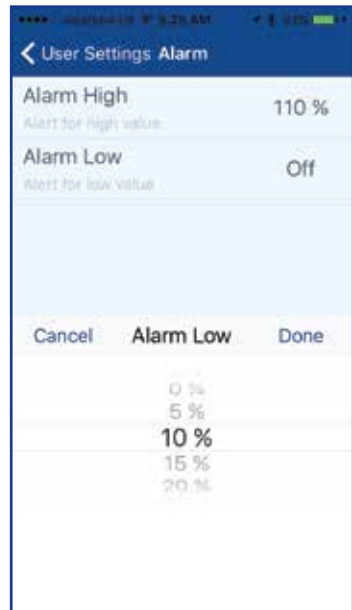 User Settings Alarm
Alarm High
110 %
Alert for high value
Alarm Low
Off
Alert for low value
Cancel Alarm Low Done
0 %
5 %
10 %
15 %
20 %